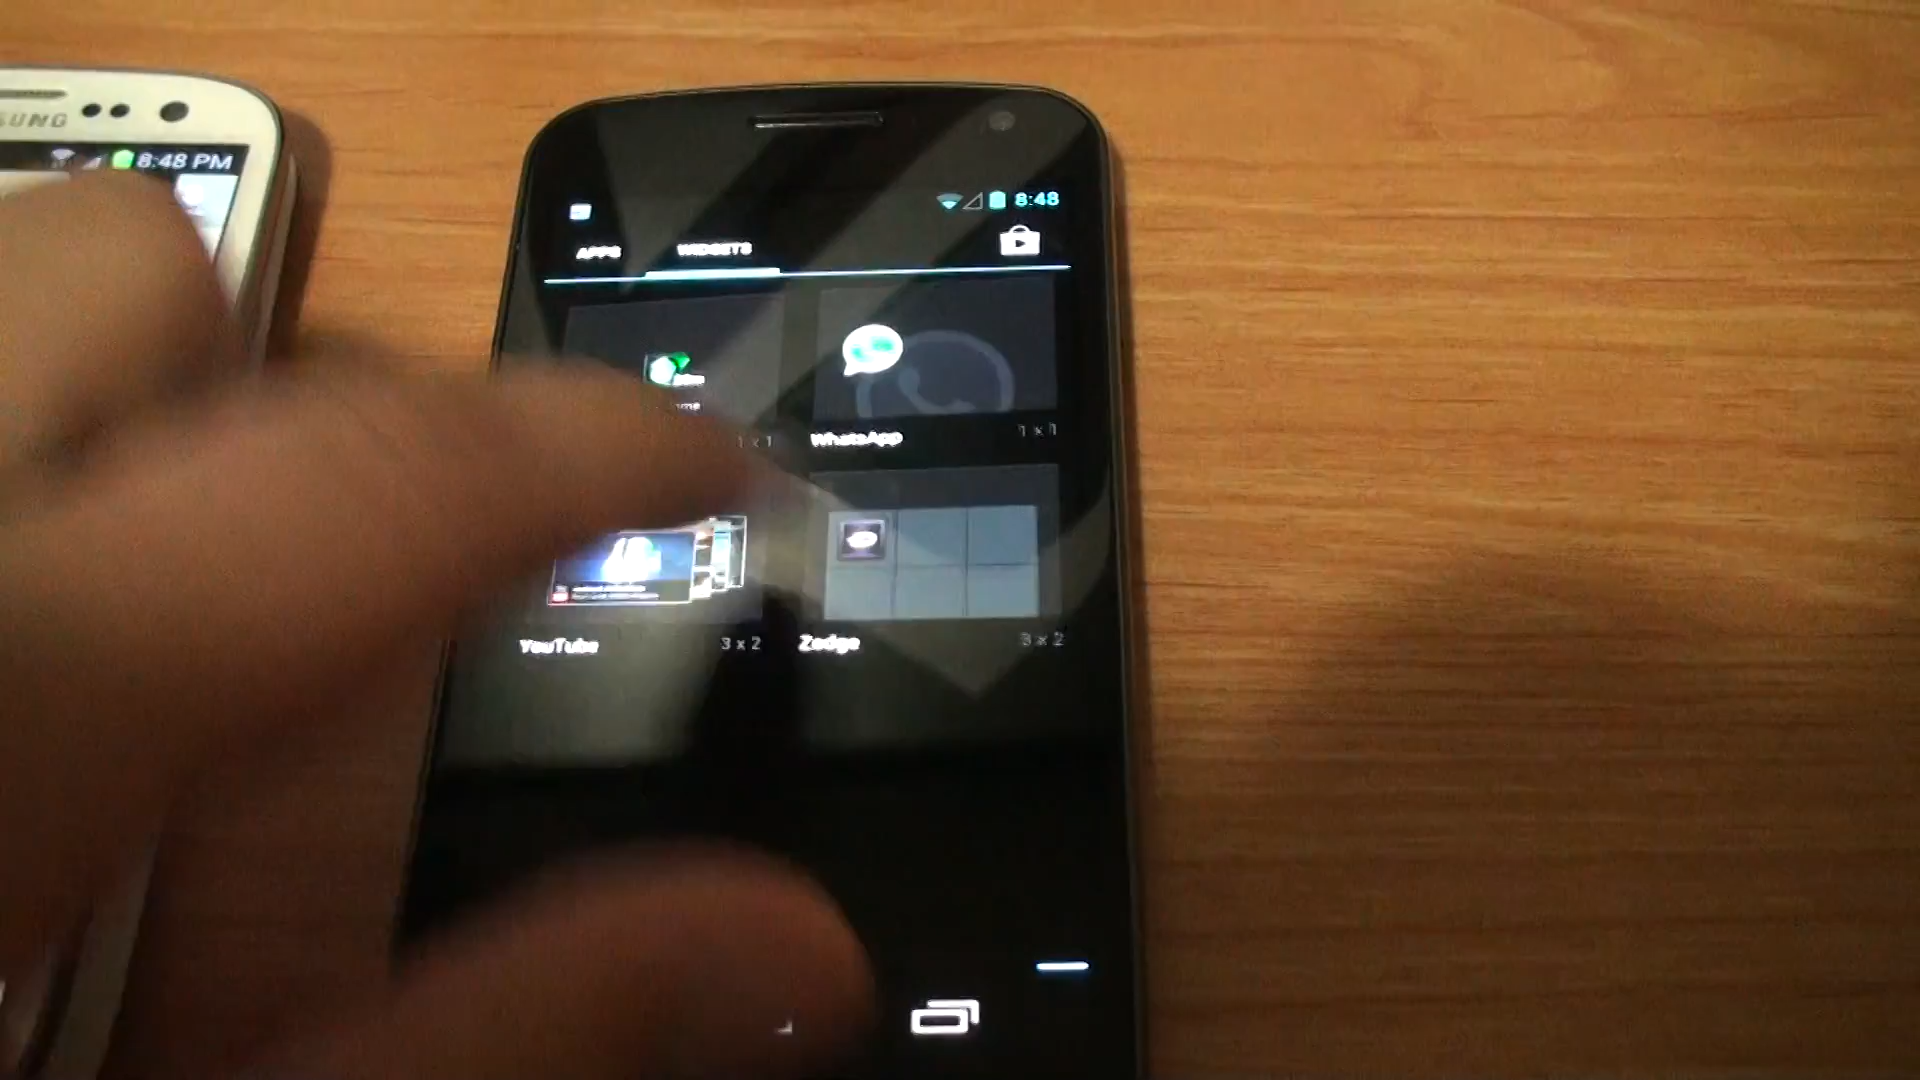 SUNG
8:48 PM
8:48
APPS WIDGETS
1 x 1
WhatsApp 1 x 1
YouTube 3 x 2
Zedge 3 x 2